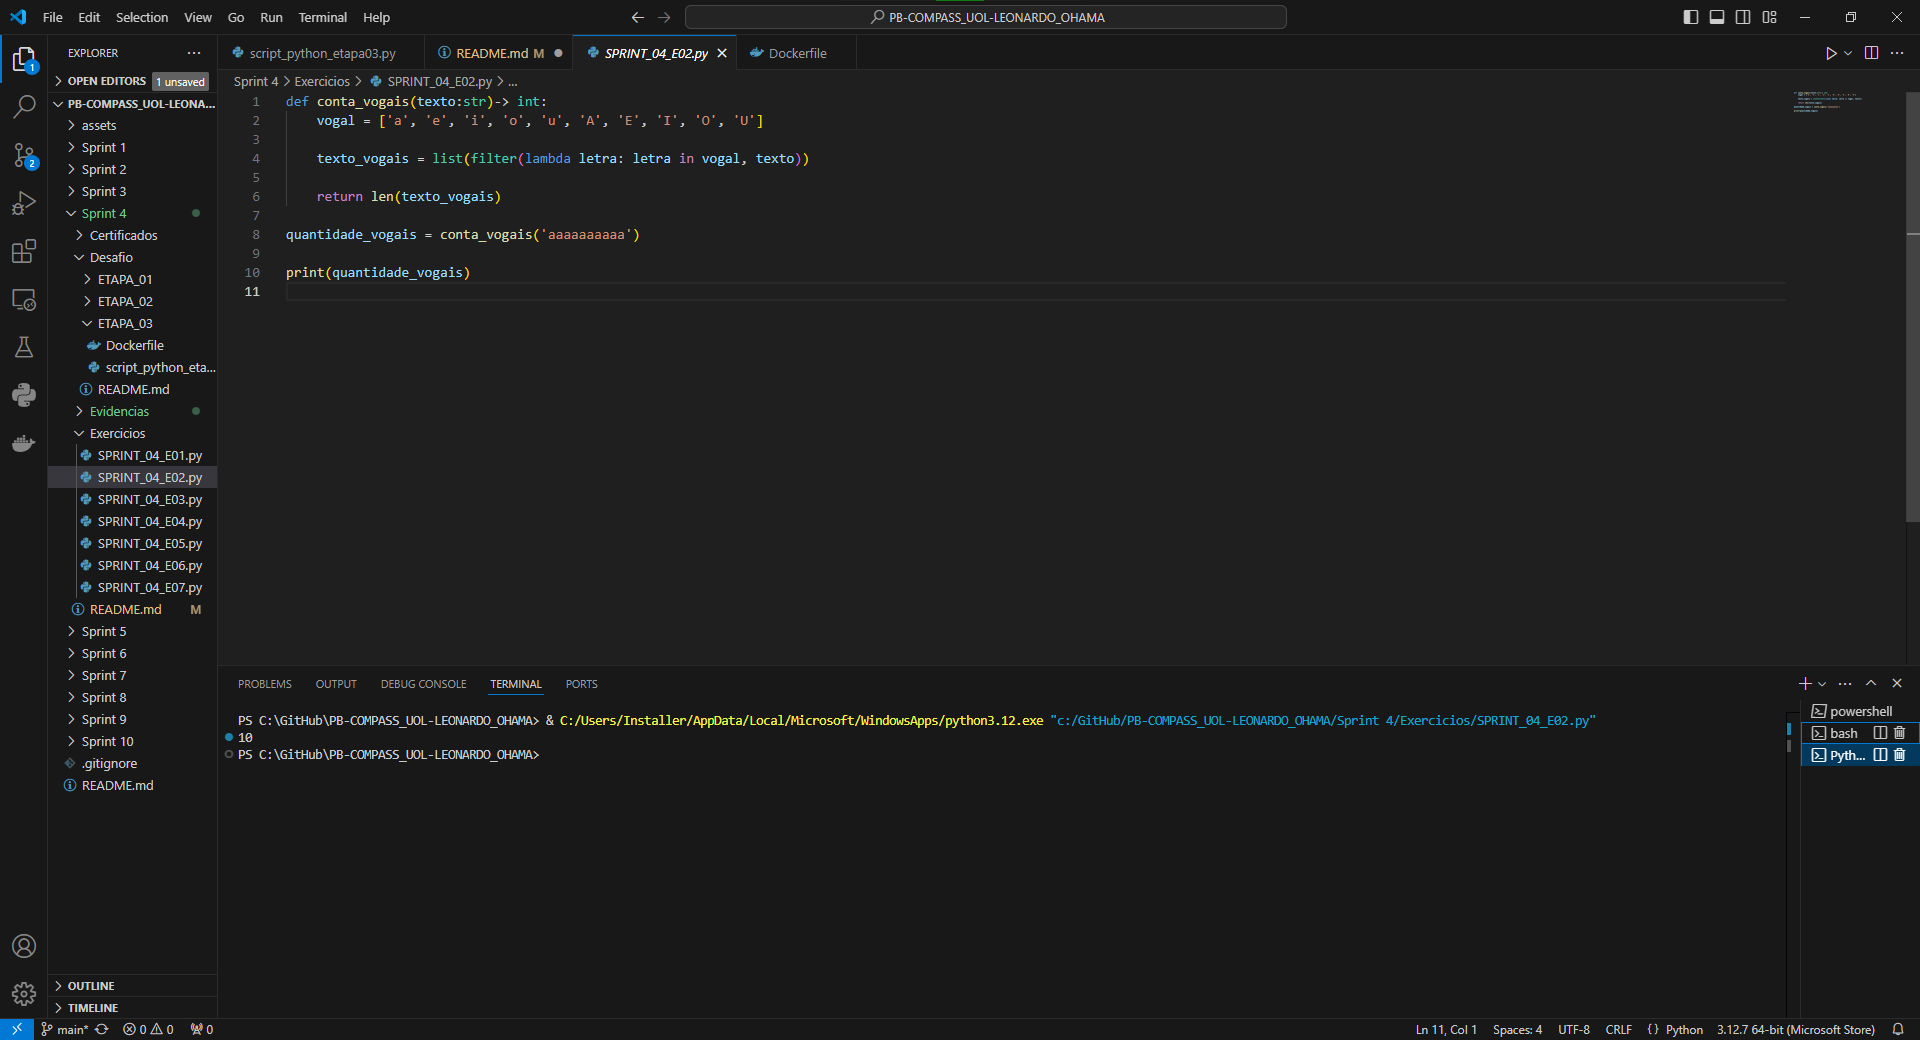 File Edit Selection View Go Run Terminal Help
PB-COMPASS_UOL-LEONARDO_OHAMA
EXPLORER
OPEN EDITORS 1 unsaved
PB-COMPASS_UOL-LEONA...
assets
Sprint 1
Sprint 2
Sprint 3
Sprint 4
Certificados
Desafio
ETAPA_01
ETAPA_02
ETAPA_03
Dockerfile
script_python_eta...
README.md
Evidencias
Exercicios
SPRINT_04_E01.py
SPRINT_04_E02.py
SPRINT_04_E03.py
SPRINT_04_E04.py
SPRINT_04_E05.py
SPRINT_04_E06.py
SPRINT_04_E07.py
README.md M
Sprint 5
Sprint 6
Sprint 7
Sprint 8
Sprint 9
Sprint 10
.gitignore
README.md
OUTLINE
TIMELINE
1
2
script_python_etapa03.py README.md M SPRINT_04_E02.py Dockerfile
Sprint 4 > Exercicios > SPRINT_04_E02.py > ...
1 def conta_vogais(texto:str)-> int:
2 vogal = ['a', 'e', 'i', 'o', 'u', 'A', 'E', 'I', 'O', 'U']
3
4 texto_vogais = list(filter(lambda letra: letra in vogal, texto))
5
6 return len(texto_vogais)
7
8 quantidade_vogais = conta_vogais('aaaaaaaaaa')
9
10 print(quantidade_vogais)
11
PROBLEMS OUTPUT DEBUG CONSOLE TERMINAL PORTS
PS C:\GitHub\PB-COMPASS_UOL-LEONARDO_OHAMA> & C:/Users/Installer/AppData/Local/Microsoft/WindowsApps/python3.12.exe "c:/GitHub/PB-COMPASS_UOL-LEONARDO_OHAMA/Sprint 4/Exercicios/SPRINT_04_E02.py"
10
PS C:\GitHub\PB-COMPASS_UOL-LEONARDO_OHAMA>
powershell
bash
Pyth...
main* 0 0 0 Ln 11, Col 1 Spaces: 4 UTF-8 CRLF {} Python 3.12.7 64-bit (Microsoft Store)